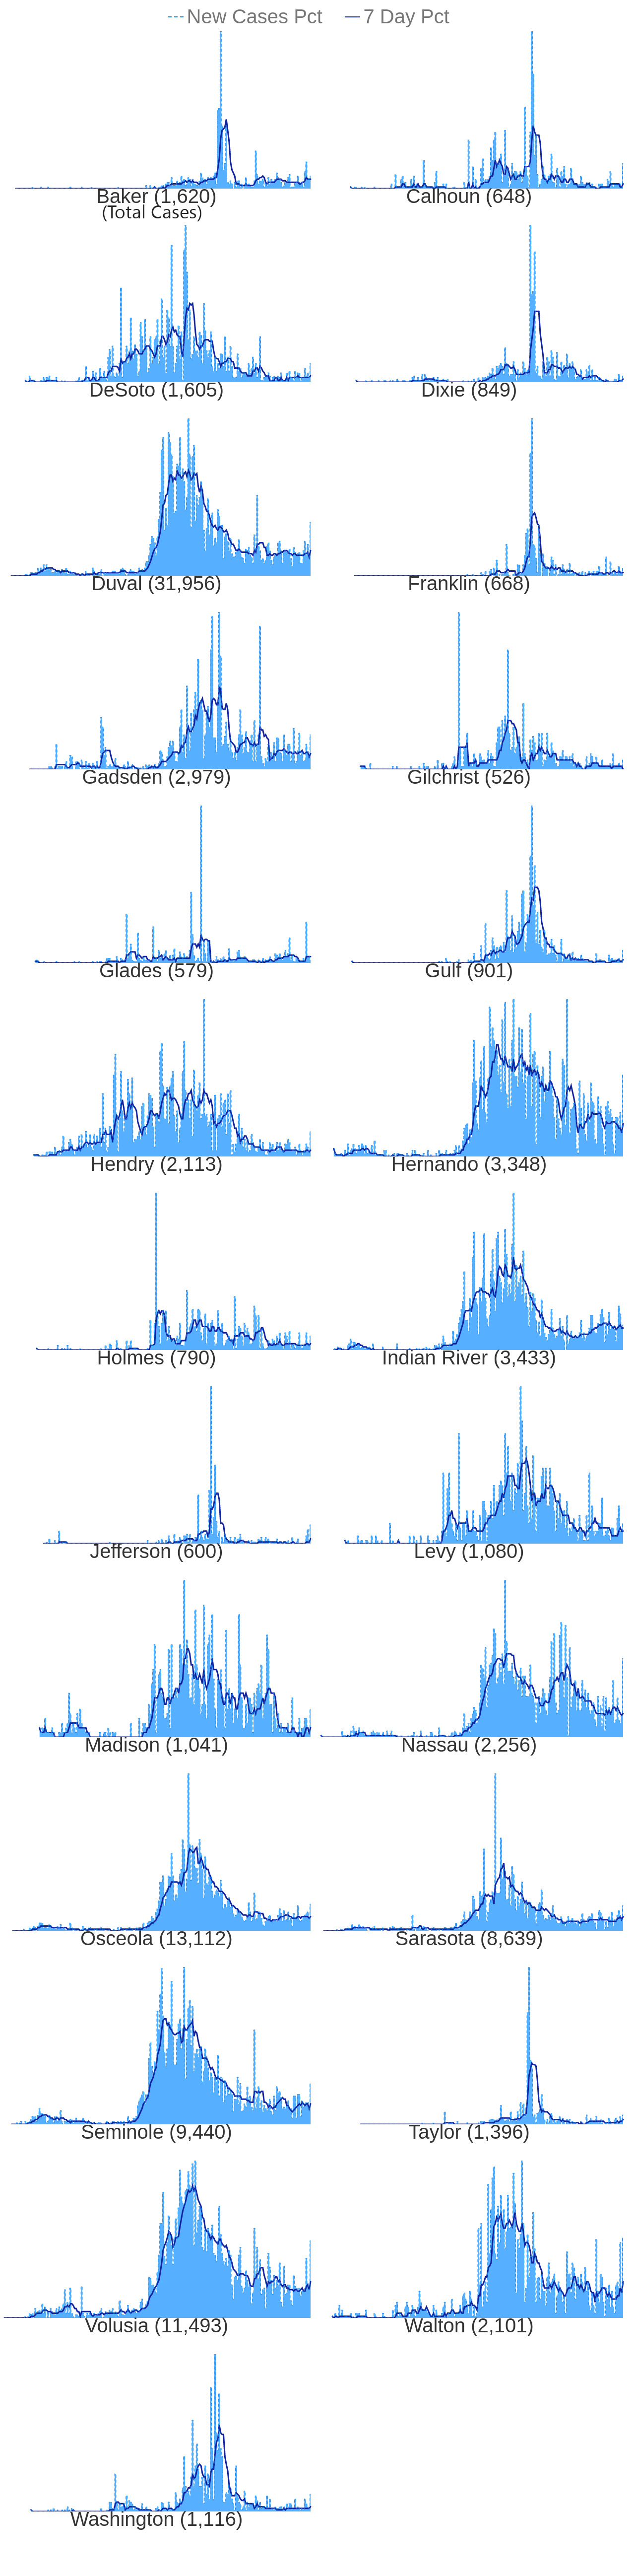 New Cases Pct 7 Day Pct
Baker (1,620) Calhoun (648)
(Total Cases)
DeSoto (1,605) Dixie (849)
Duval (31,956) Franklin (668)
Gadsden (2,979) Gilchrist (526)
Glades (579) Gulf (901)
Hendry (2,113) Hernando (3,348)
Holmes (790) Indian River (3,433)
Jefferson (600) Levy (1,080)
Madison (1,041) Nassau (2,256)
Osceola (13,112) Sarasota (8,639)
Seminole (9,440) Taylor (1,396)
Volusia (11,493) Walton (2,101)
Washington (1,116)